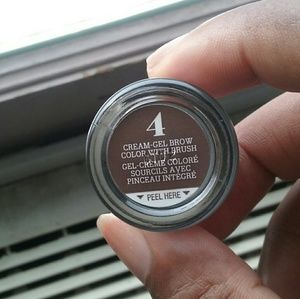 4
CREAM-GEL BROW
COLOR WITH BRUSH
GEL-CRÈME COLORÉ
SOURCILS AVEC
PINCEAU INTÉGRÉ
PEEL HERE